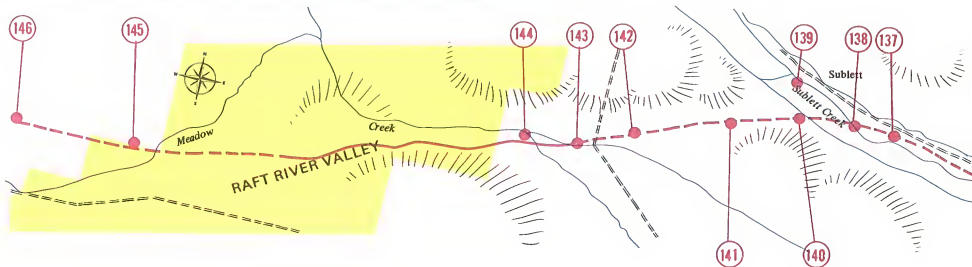 146
145
144
143
142
139
138
137
N
W
E
S
Sublett
Sublett Creek
Meadow
Creek
RAFT RIVER VALLEY
141
140